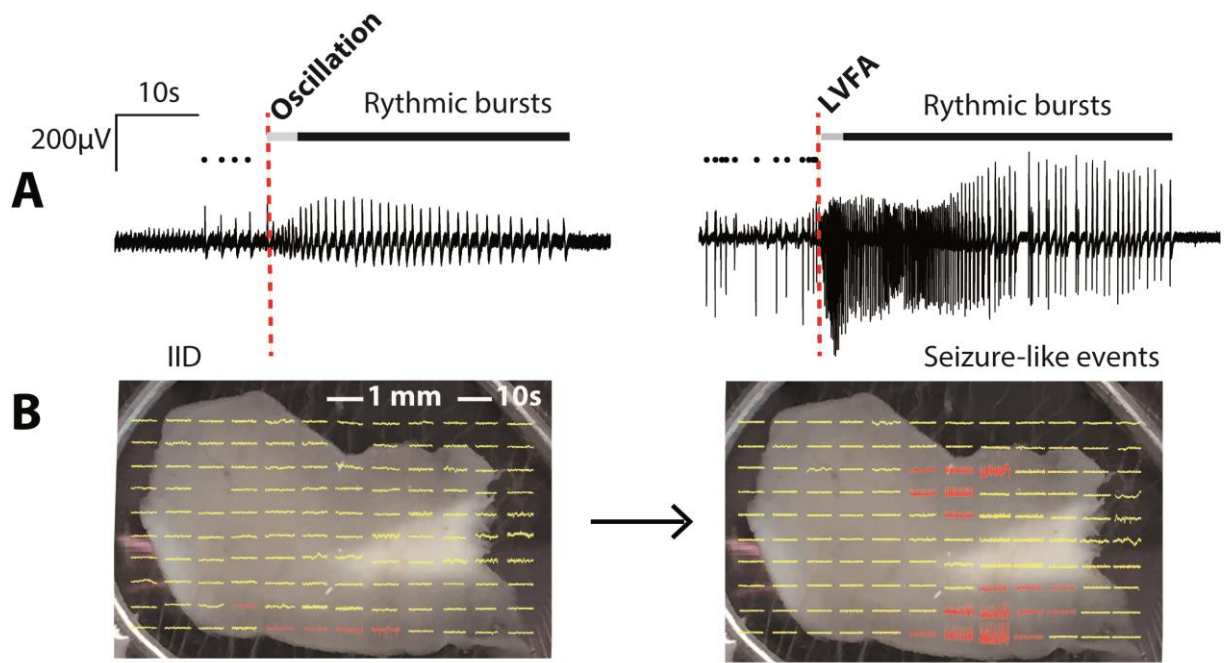 Oscillation
LVFA
10s
Rythmic bursts
Rythmic bursts
200µV
A
IID
Seizure-like events
B
1 mm
10s